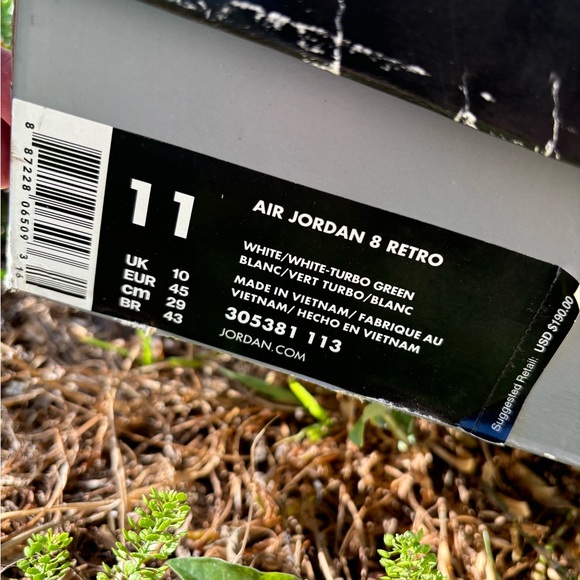 8 87228 06509 3 16
11
AIR JORDAN 8 RETRO
UK 10
EUR 45
cm 29
BR 43
WHITE/WHITE-TURBO GREEN
BLANC/VERT TURBO/BLANC
MADE IN VIETNAM/ FABRIQUE AU
VIETNAM/ HECHO EN VIETNAM
305381 113
JORDAN.COM
Suggested Retail: USD $190.00